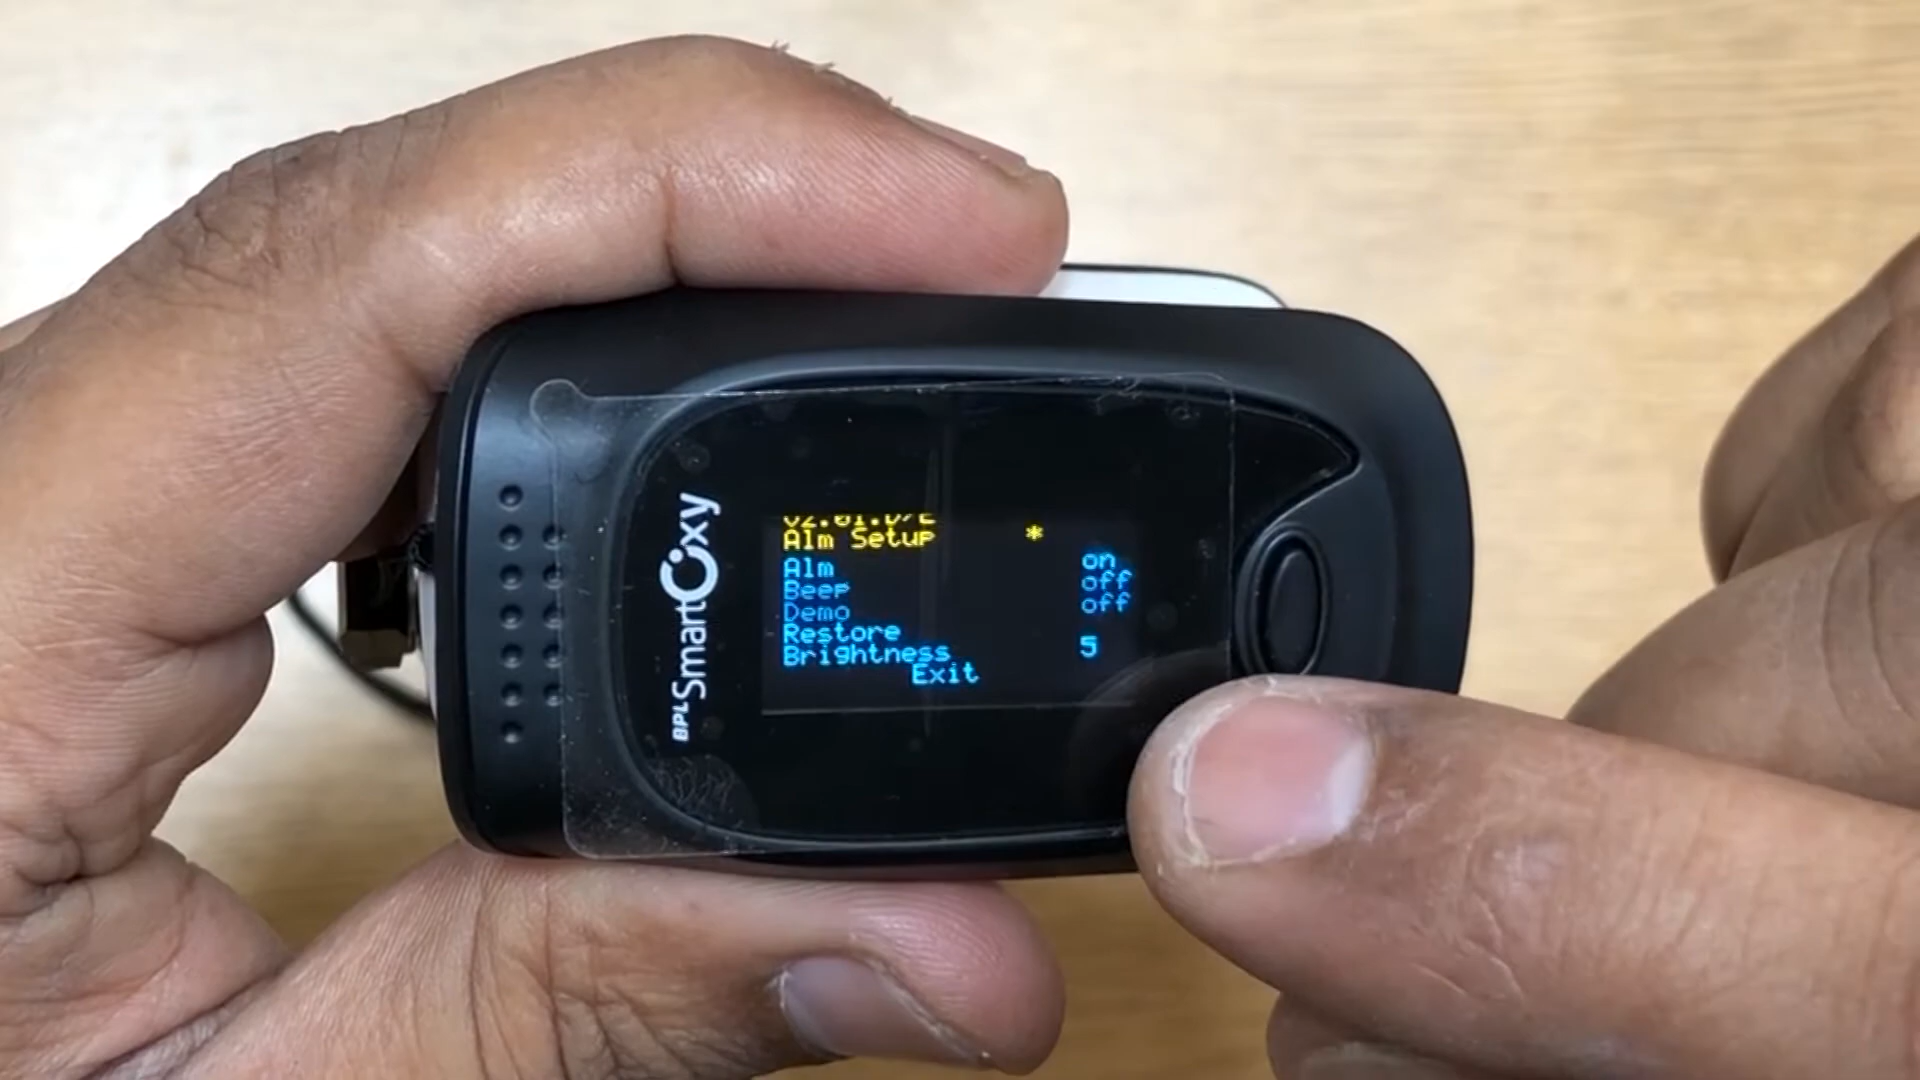 Alm Setup *
Alm on
Beep off
Demo off
Restore
Brightness 5
Exit
BPL SmartOxy